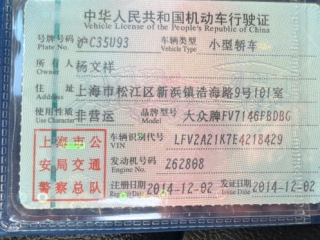 中华人民共和国机动车行驶证
Vehicle License of the People's Republic of China
号牌号码 沪C35U93 车辆类型 小型轿车
Plate No. Vehicle Type
所有人 杨文祥
Owner
住址 上海市松江区新浜镇浩海路9号101室
Address
使用性质 非营运 品牌型号 大众牌FV7146FBDBG
Use Character Model
上海市公 车辆识别代号 LFV2A21K7E4218429
VIN
安局交通 发动机号码 Z62808
Engine No.
警察总队 注册日期 2014-12-02 发证日期 2014-12-02
Register Date Issue Date